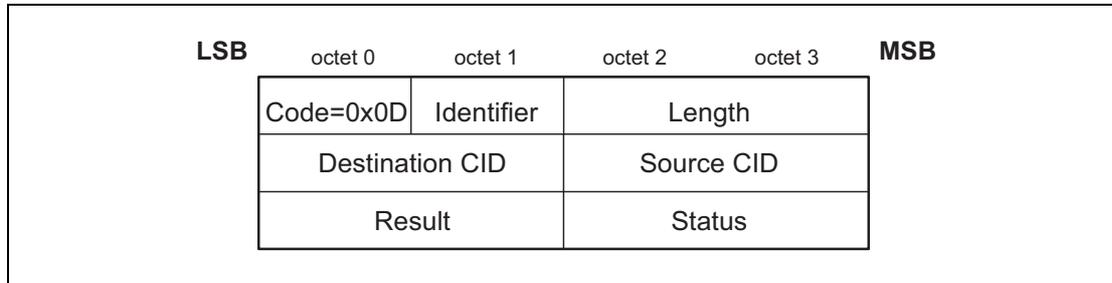 LSB octet 0 octet 1 octet 2 octet 3 MSB
Code=0x0D Identifier Length
Destination CID Source CID
Result Status